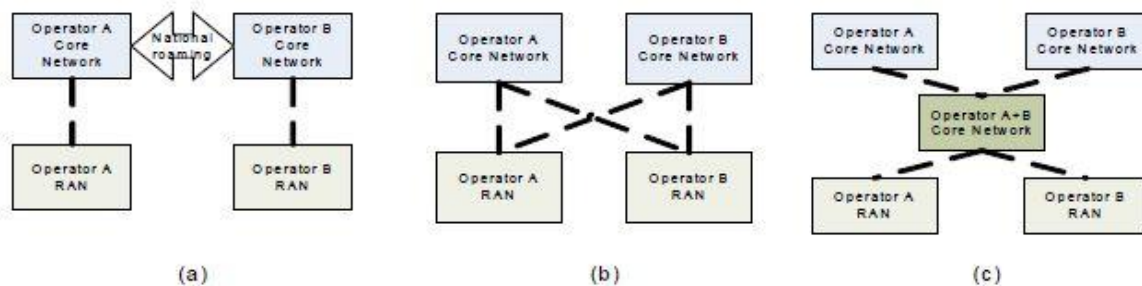 Operator A
Core
Network
National
roaming
Operator B
Core
Network
Operator A
RAN
Operator B
RAN
(a)
Operator A
Core Network
Operator B
Core Network
Operator A
RAN
Operator B
RAN
(b)
Operator A
Core Network
Operator B
Core Network
Operator A+B
Core Network
Operator A
RAN
Operator B
RAN
(c)